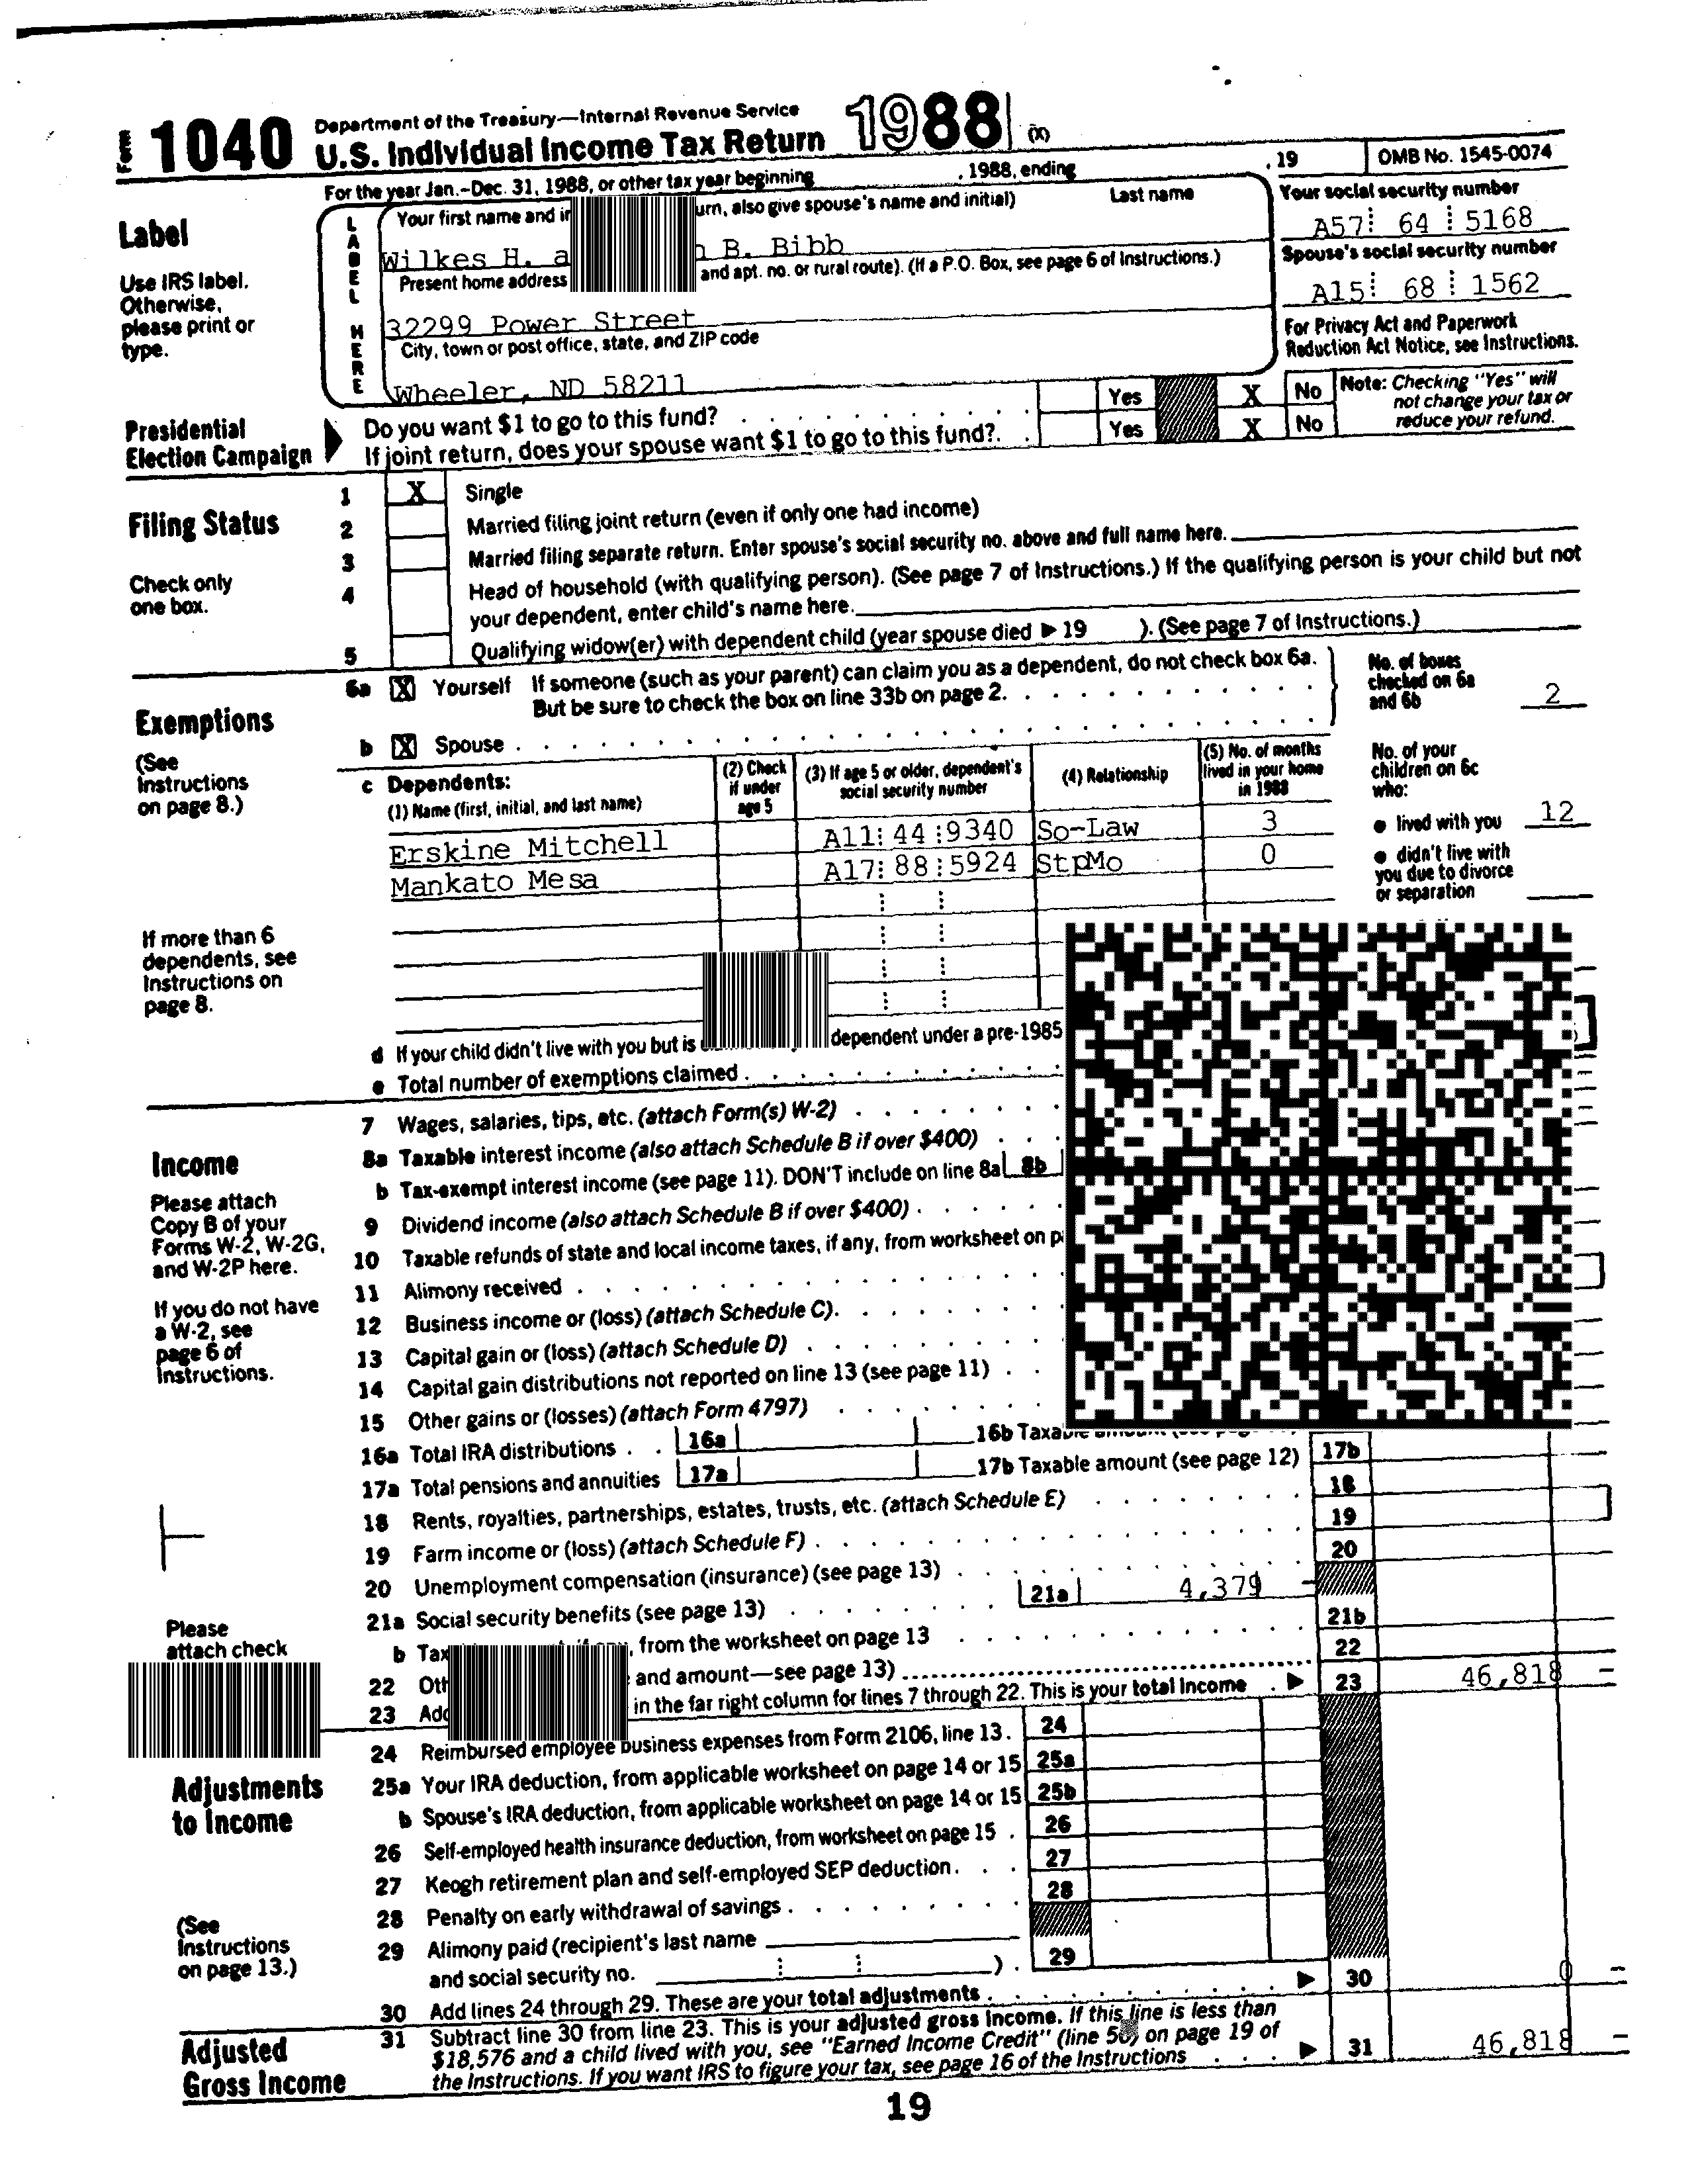 Form 1040 Department of the Treasury—Internal Revenue Service
U.S. Individual Income Tax Return 1988 (X)
For the year Jan.-Dec. 31, 1988, or other tax year beginning , 1988, ending , 19 OMB No. 1545-0074
Label
Use IRS label.
Otherwise,
please print or
type.
LABEL HERE
Your first name and urn, also give spouse's name and initial) Last name
Wilkes H. B. Bibb
Present home address and apt. no. or rural route). (If a P.O. Box, see page 6 of Instructions.)
32299 Power Street
City, town or post office, state, and ZIP code
Wheeler, ND 58211
Your social security number
A57 64 5168
Spouse's social security number
A15 68 1562
For Privacy Act and Paperwork
Reduction Act Notice, see Instructions.
Presidential
Election Campaign
Do you want $1 to go to this fund? Yes X No
If joint return, does your spouse want $1 to go to this fund? Yes X No
Note: Checking "Yes" will
not change your tax or
reduce your refund.
Filing Status
Check only
one box.
1 X Single
2 Married filing joint return (even if only one had income)
3 Married filing separate return. Enter spouse's social security no. above and full name here.
4 Head of household (with qualifying person). (See page 7 of Instructions.) If the qualifying person is your child but not
your dependent, enter child's name here.
5 Qualifying widow(er) with dependent child (year spouse died ▶ 19 ). (See page 7 of Instructions.)
Exemptions
(See
Instructions
on page 8.)
6a X Yourself If someone (such as your parent) can claim you as a dependent, do not check box 6a.
But be sure to check the box on line 33b on page 2.
b X Spouse
No. of boxes
checked on 6a
and 6b 2
c Dependents:
(1) Name (first, initial, and last name)
(2) Check
if under
age 5
(3) If age 5 or older, dependent's
social security number
(4) Relationship
(5) No. of months
lived in your home
in 1988
Erskine Mitchell A11 44 9340 So-Law 3
Mankato Mesa A17 88 5924 StpMo 0
No. of your
children on 6c
who:
● lived with you 12
● didn't live with
you due to divorce
or separation
If more than 6
dependents, see
Instructions on
page 8.
d If your child didn't live with you but is dependent under a pre-1985
e Total number of exemptions claimed
Income
Please attach
Copy B of your
Forms W-2, W-2G,
and W-2P here.
If you do not have
a W-2, see
page 6 of
Instructions.
7 Wages, salaries, tips, etc. (attach Form(s) W-2)
8a Taxable interest income (also attach Schedule B if over $400)
b Tax-exempt interest income (see page 11). DON'T include on line 8a 8b
9 Dividend income (also attach Schedule B if over $400)
10 Taxable refunds of state and local income taxes, if any, from worksheet on
11 Alimony received
12 Business income or (loss) (attach Schedule C).
13 Capital gain or (loss) (attach Schedule D)
14 Capital gain distributions not reported on line 13 (see page 11)
15 Other gains or (losses) (attach Form 4797)
16a Total IRA distributions 16a 16b
17a Total pensions and annuities 17a 17b Taxable amount (see page 12) 17b
18 Rents, royalties, partnerships, estates, trusts, etc. (attach Schedule E) 18
19 Farm income or (loss) (attach Schedule F) 19
20 Unemployment compensation (insurance) (see page 13) 20
21a Social security benefits (see page 13) 21a 4,379 -
b , from the worksheet on page 13 21b
22 and amount—see page 13) 22
23 in the far right column for lines 7 through 22. This is your total income ▶ 23 46,818 -
Please
attach check
Adjustments
to Income
(See
Instructions
on page 13.)
24 Reimbursed employee business expenses from Form 2106, line 13. 24
25a Your IRA deduction, from applicable worksheet on page 14 or 15 25a
b Spouse's IRA deduction, from applicable worksheet on page 14 or 15 25b
26 Self-employed health insurance deduction, from worksheet on page 15 26
27 Keogh retirement plan and self-employed SEP deduction 27
28 Penalty on early withdrawal of savings 28
29 Alimony paid (recipient's last name
and social security no. ). 29
30 Add lines 24 through 29. These are your total adjustments ▶ 30 0 -
Adjusted
Gross Income
31 Subtract line 30 from line 23. This is your adjusted gross income. If this line is less than
$18,576 and a child lived with you, see "Earned Income Credit" (line 56) on page 19 of
the Instructions. If you want IRS to figure your tax, see page 16 of the Instructions ▶ 31 46,818 -
19